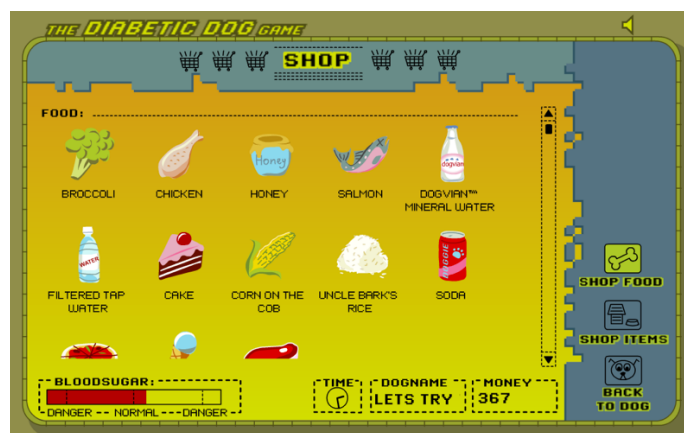 THE DIABETIC DOG GAME
SHOP
FOOD:
BROCCOLI
CHICKEN
Honey
HONEY
SALMON
dogvian
DOGVIAN™
MINERAL WATER
WATER
FILTERED TAP
WATER
CAKE
CORN ON THE
COB
UNCLE BARK'S
RICE
DOGGIE
SODA
SHOP FOOD
SHOP ITEMS
BACK
TO DOG
BLOODSUGAR:
DANGER -- NORMAL ---DANGER
TIME
DOGNAME
LETS TRY
MONEY
367